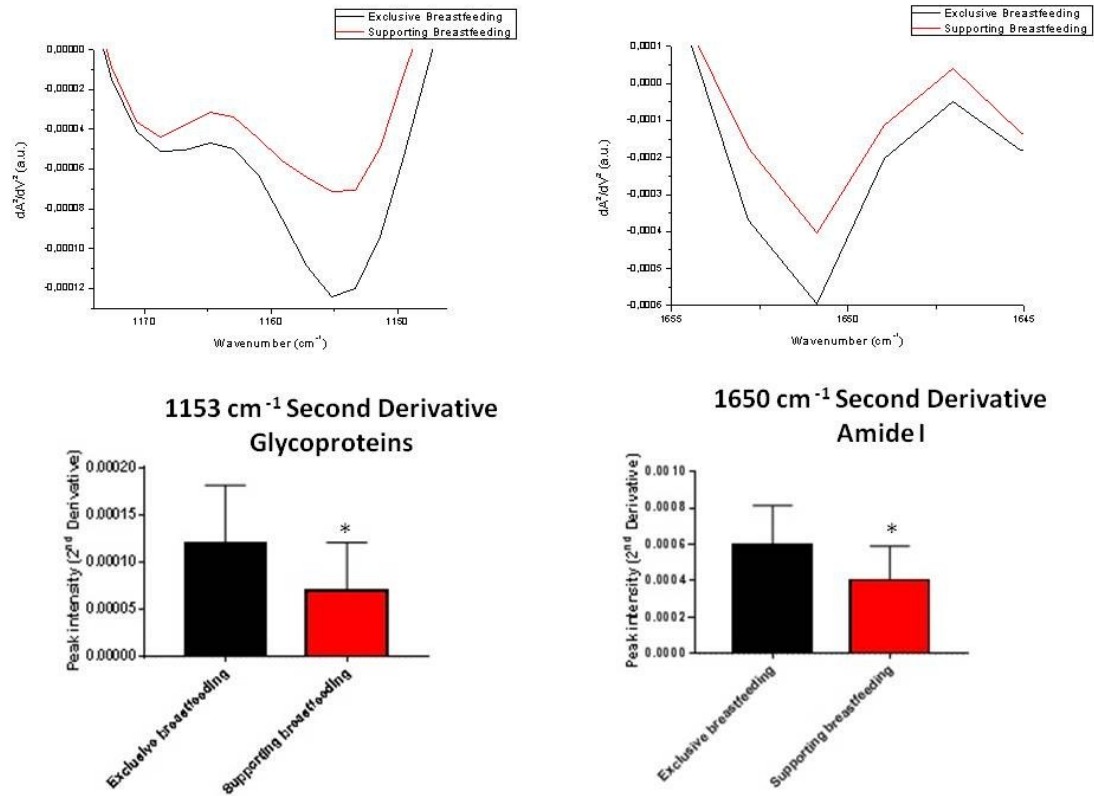 Exclusive Breastfeeding
Supporting Breastfeeding
0,00000
-0,00002
-0,00004
-0,00006
-0,00008
-0,00010
-0,00012
dA²/dV² (a.u.)
1170
1160
1150
Wavenumber (cm⁻¹)
Exclusive Breastfeeding
Supporting Breastfeeding
0,0001
0,0000
-0,0001
-0,0002
-0,0003
-0,0004
-0,0005
-0,0006
dA²/dV² (a.u.)
1655
1650
1645
Wavenumber (cm⁻¹)
1153 cm⁻¹ Second Derivative
Glycoproteins
0.00020
0.00015
0.00010
0.00005
0.00000
Peak intensity (2nd Derivative)
*
Exclusive breastfeeding
Supporting breastfeeding
1650 cm⁻¹ Second Derivative
Amide I
0.0010
0.0008
0.0006
0.0004
0.0002
0.0000
Peak intensity (2nd Derivative)
*
Exclusive breastfeeding
Supporting breastfeeding